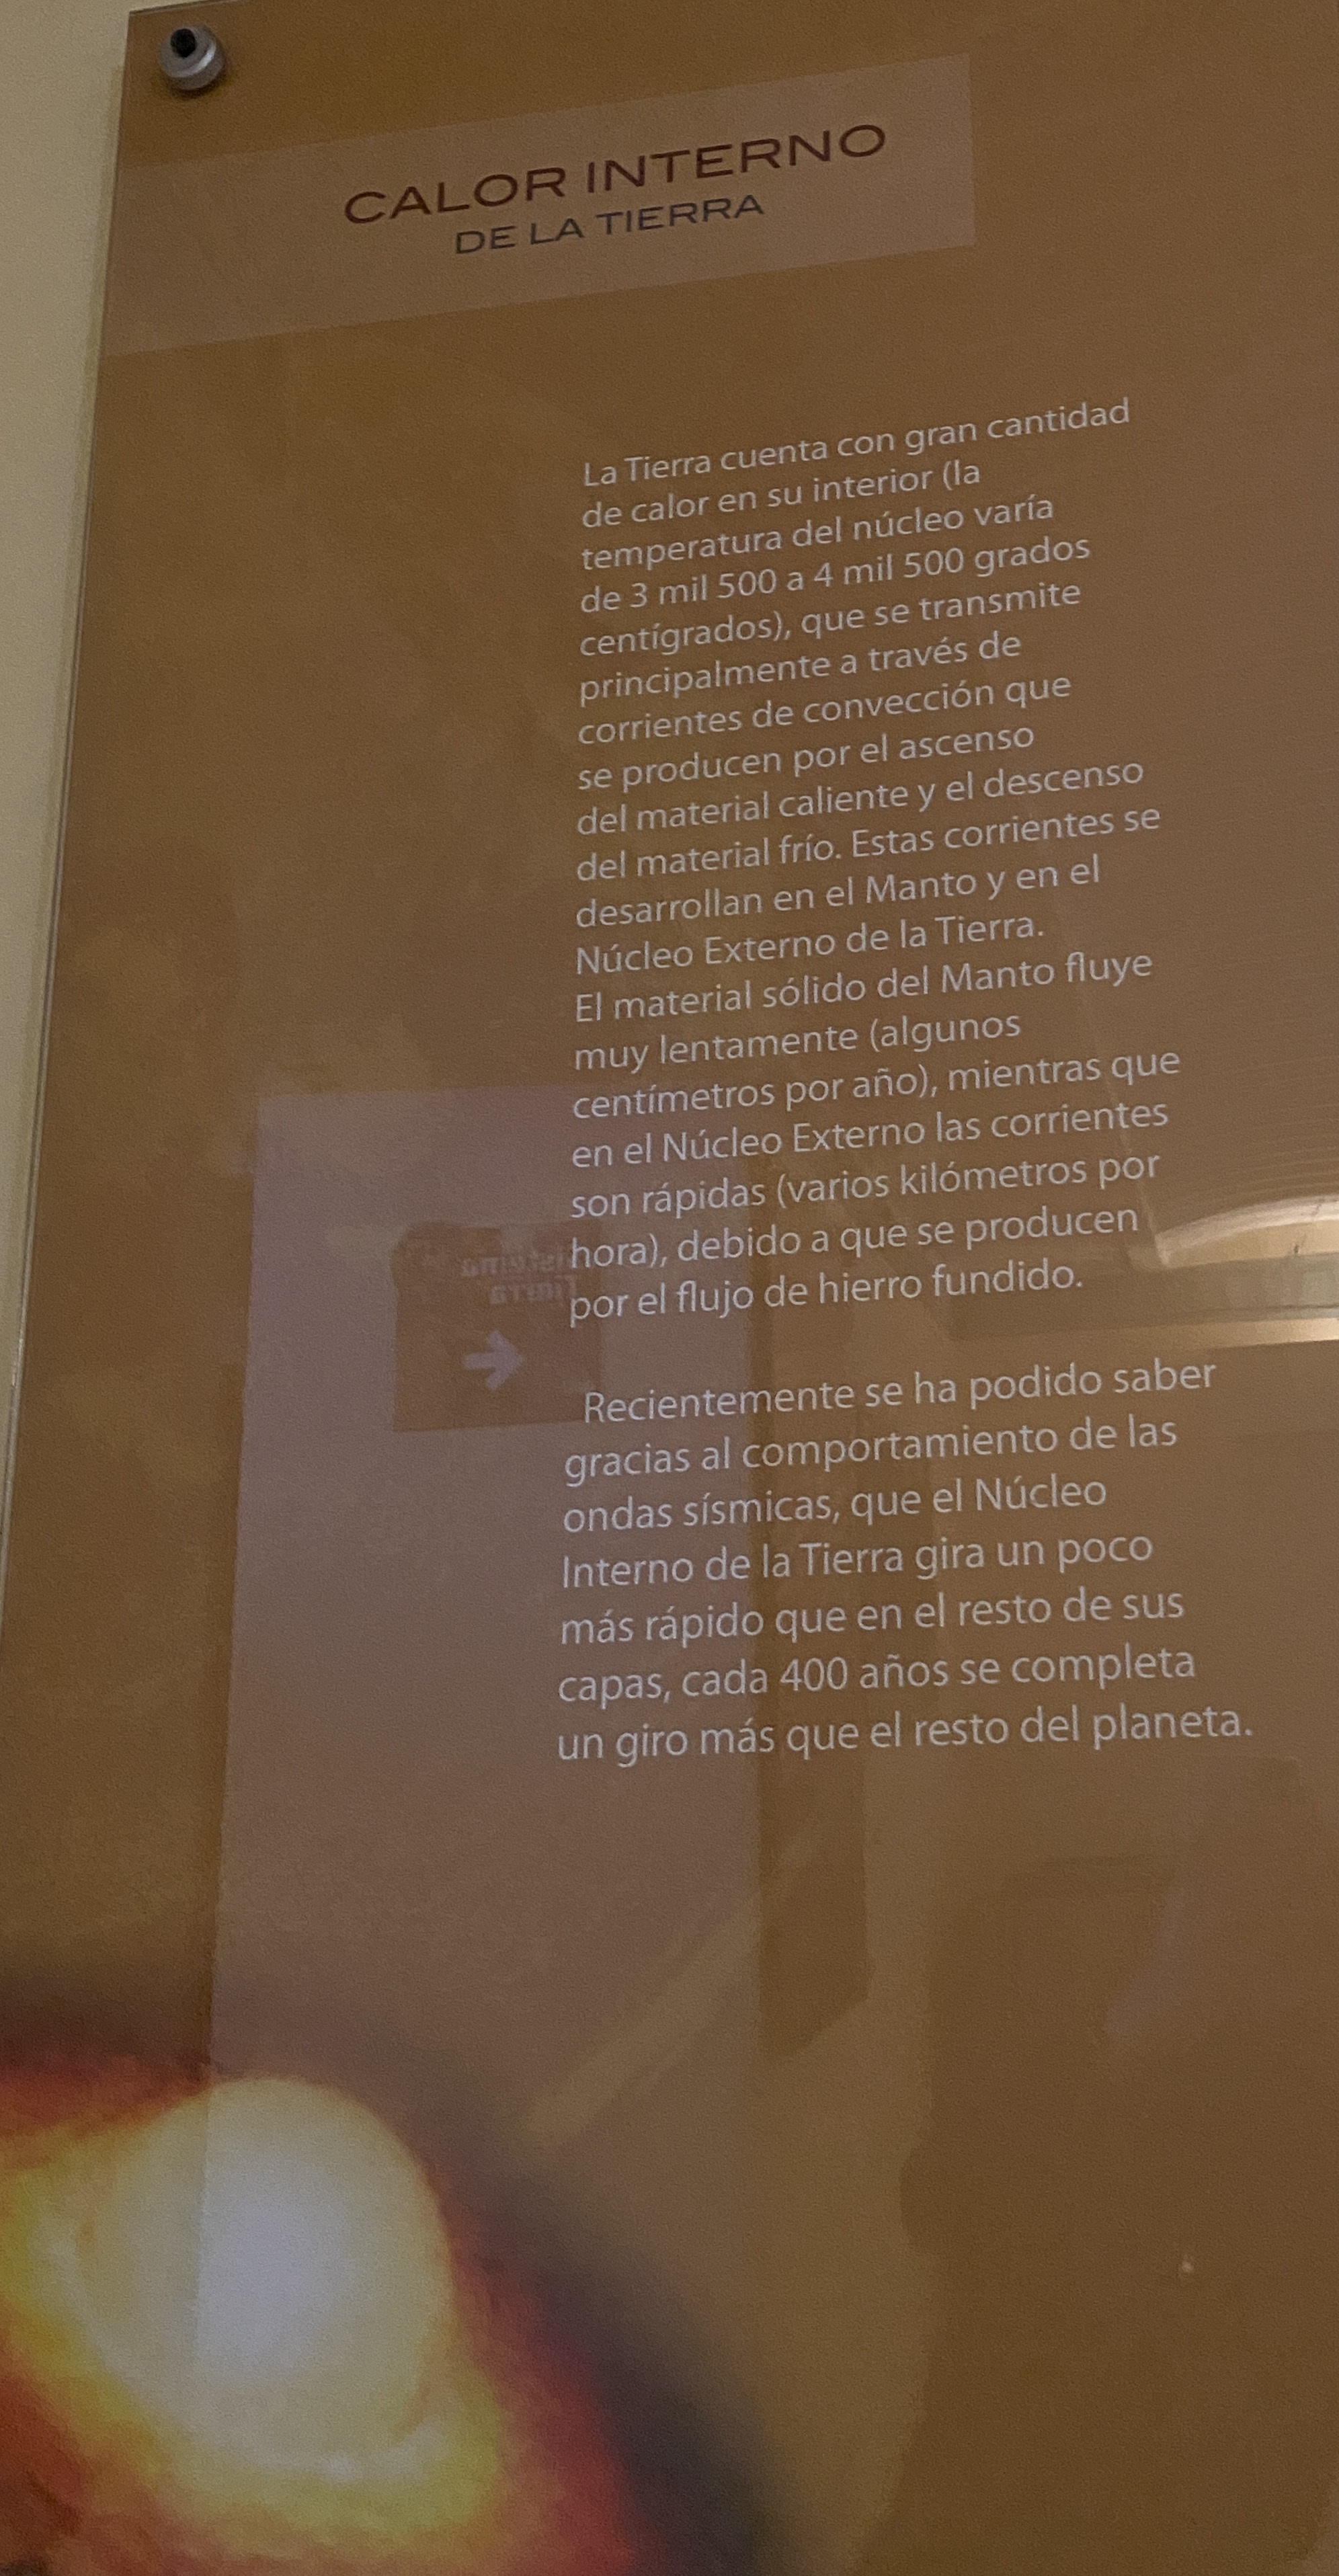 CALOR INTERNO
DE LA TIERRA
La Tierra cuenta con gran cantidad
de calor en su interior (la
temperatura del núcleo varía
de 3 mil 500 a 4 mil 500 grados
centígrados), que se transmite
principalmente a través de
corrientes de convección que
se producen por el ascenso
del material caliente y el descenso
del material frío. Estas corrientes se
desarrollan en el Manto y en el
Núcleo Externo de la Tierra.
El material sólido del Manto fluye
muy lentamente (algunos
centímetros por año), mientras que
en el Núcleo Externo las corrientes
son rápidas (varios kilómetros por
hora), debido a que se producen
por el flujo de hierro fundido.
Recientemente se ha podido saber
gracias al comportamiento de las
ondas sísmicas, que el Núcleo
Interno de la Tierra gira un poco
más rápido que en el resto de sus
capas, cada 400 años se completa
un giro más que el resto del planeta.